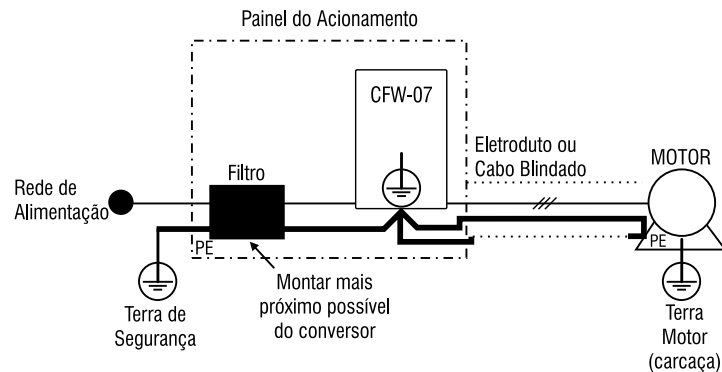 Painel do Acionamento
CFW-07
Eletroduto ou
Cabo Blindado
MOTOR
Filtro
Rede de
Alimentação
PE
PE
Montar mais
próximo possível
do conversor
Terra de
Segurança
Terra
Motor
(carcaça)